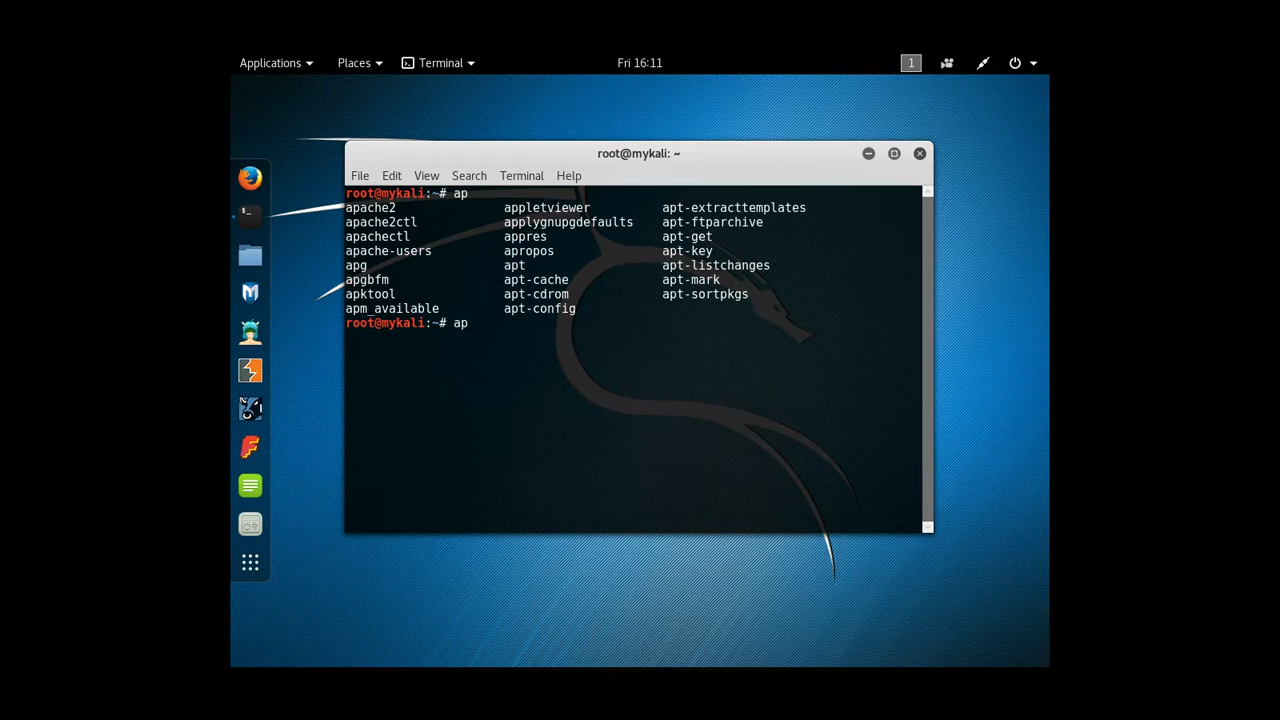 Applications Places Terminal Fri 16:11 1
root@mykali: ~
File Edit View Search Terminal Help
root@mykali:~# ap
apache2 appletviewer apt-extracttemplates
apache2ctl applygnupgdefaults apt-ftparchive
apachectl appres apt-get
apache-users apropos apt-key
apg apt apt-listchanges
apgbfm apt-cache apt-mark
apktool apt-cdrom apt-sortpkgs
apm_available apt-config
root@mykali:~# ap